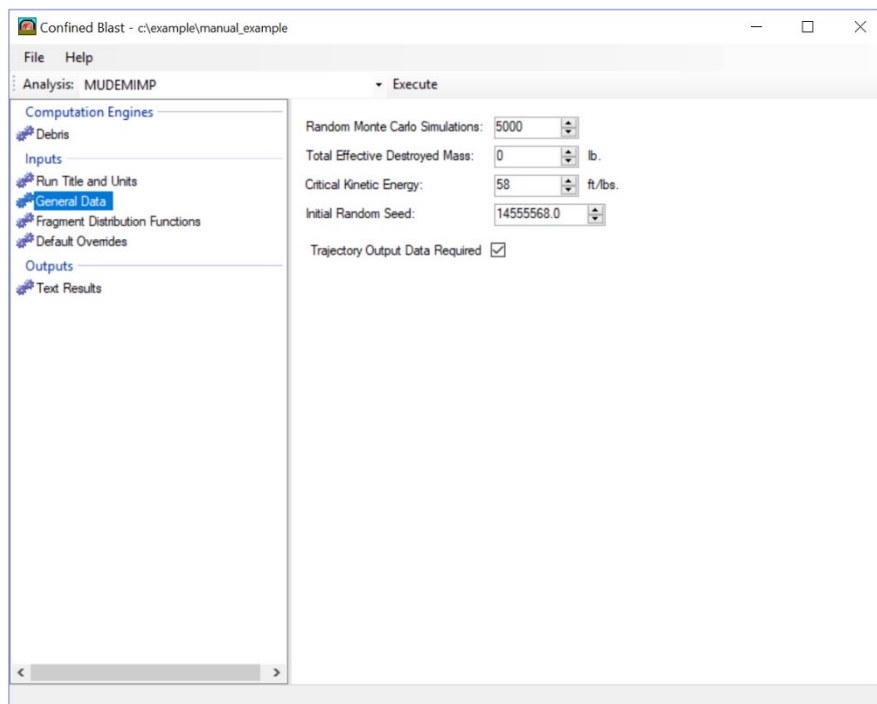 Confined Blast - c:\example\manual_example
File Help
Analysis: MUDEMIMP Execute
Computation Engines
Debris
Inputs
Run Title and Units
General Data
Fragment Distribution Functions
Default Overrides
Outputs
Text Results
Random Monte Carlo Simulations: 5000
Total Effective Destroyed Mass: 0 lb.
Critical Kinetic Energy: 58 ft/lbs.
Initial Random Seed: 14555568.0
Trajectory Output Data Required